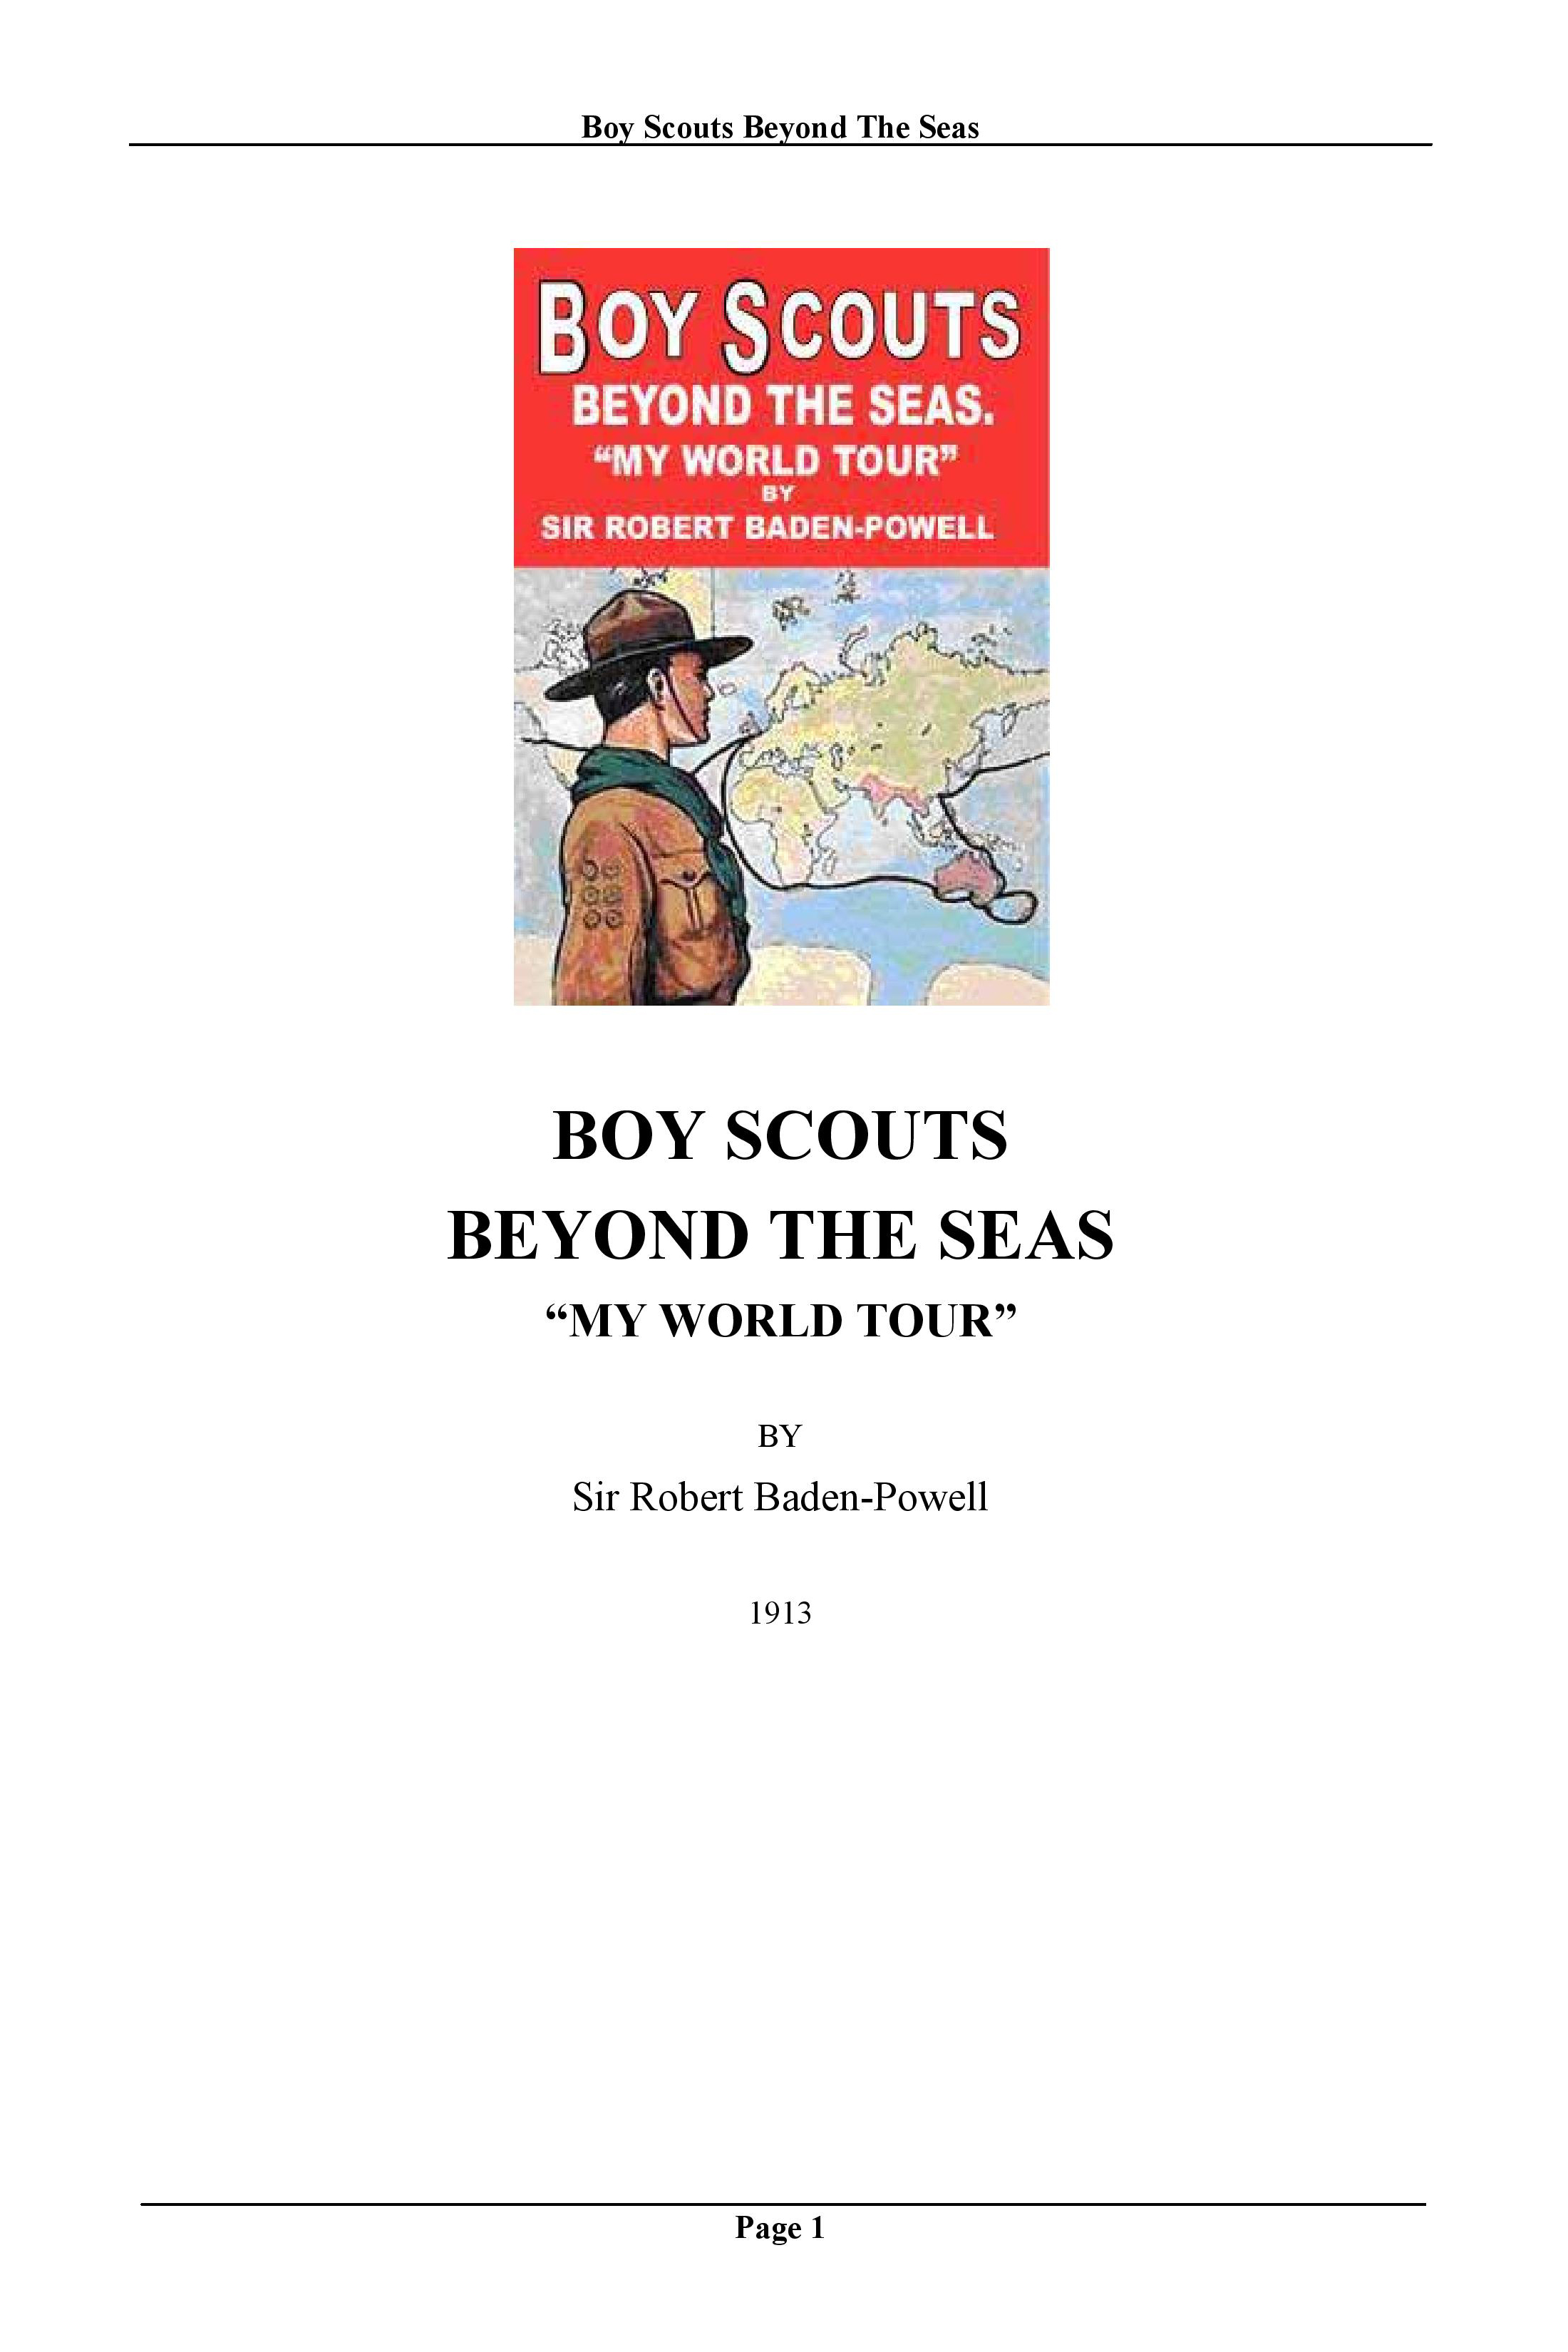 Boy Scouts Beyond The Seas
BOY SCOUTS
BEYOND THE SEAS.
“MY WORLD TOUR”
BY
SIR ROBERT BADEN-POWELL
BOY SCOUTS
BEYOND THE SEAS
“MY WORLD TOUR”
BY
Sir Robert Baden-Powell
1913
Page 1